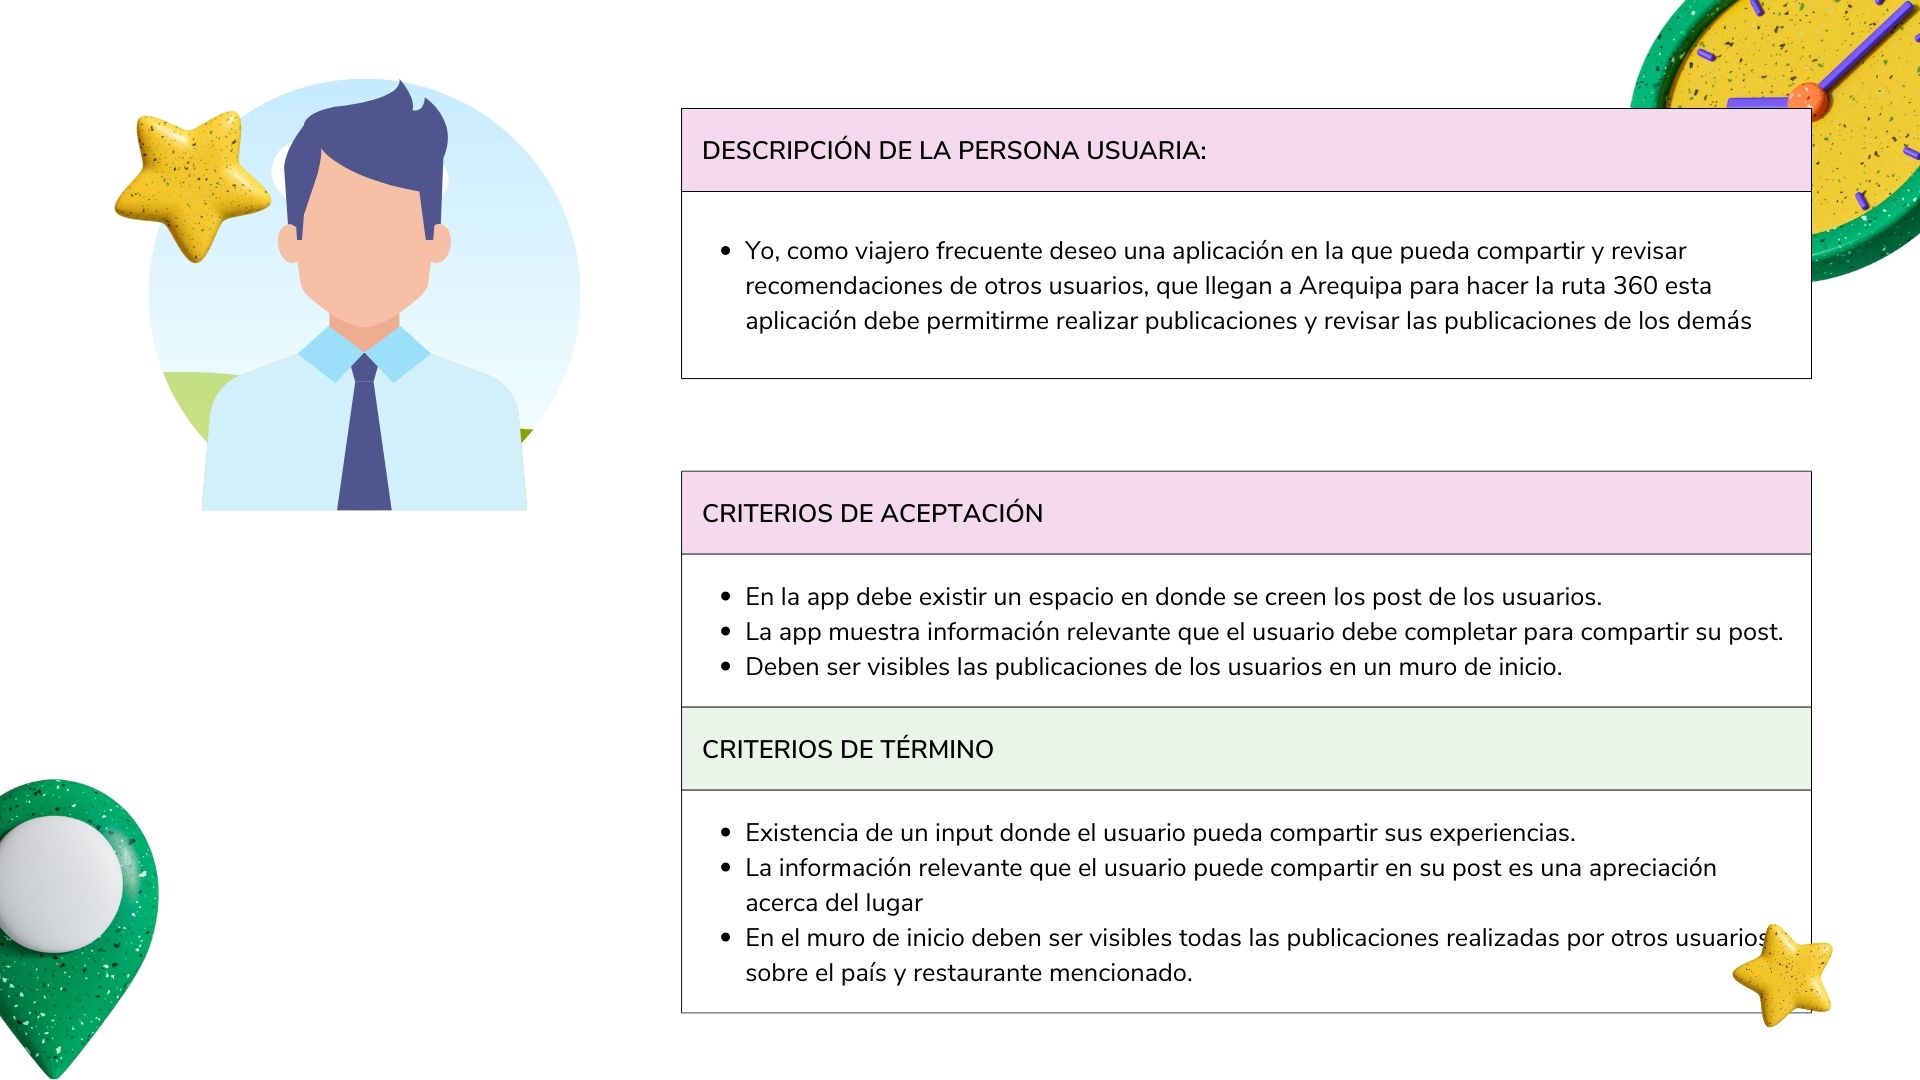 DESCRIPCIÓN DE LA PERSONA USUARIA:
• Yo, como viajero frecuente deseo una aplicación en la que pueda compartir y revisar
recomendaciones de otros usuarios, que llegan a Arequipa para hacer la ruta 360 esta
aplicación debe permitirme realizar publicaciones y revisar las publicaciones de los demás
CRITERIOS DE ACEPTACIÓN
• En la app debe existir un espacio en donde se creen los post de los usuarios.
• La app muestra información relevante que el usuario debe completar para compartir su post.
• Deben ser visibles las publicaciones de los usuarios en un muro de inicio.
CRITERIOS DE TÉRMINO
• Existencia de un input donde el usuario pueda compartir sus experiencias.
• La información relevante que el usuario puede compartir en su post es una apreciación
acerca del lugar
• En el muro de inicio deben ser visibles todas las publicaciones realizadas por otros usuarios
sobre el país y restaurante mencionado.